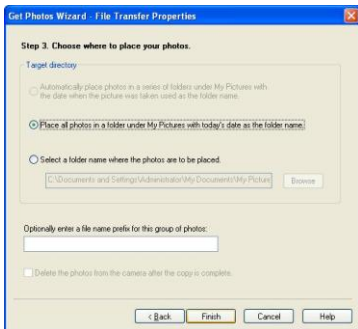 Get Photos Wizard - File Transfer Properties
Step 3. Choose where to place your photos.
Target directory
Automatically place photos in a series of folders under My Pictures with
the date when the picture was taken used as the folder name.
Place all photos in a folder under My Pictures with today's date as the folder name.
Select a folder name where the photos are to be placed.
C:\Documents and Settings\Administrator\My Documents\My Picture
Browse
Optionally enter a file name prefix for this group of photos:
Delete the photos from the camera after the copy is complete.
< Back
Finish
Cancel
Help